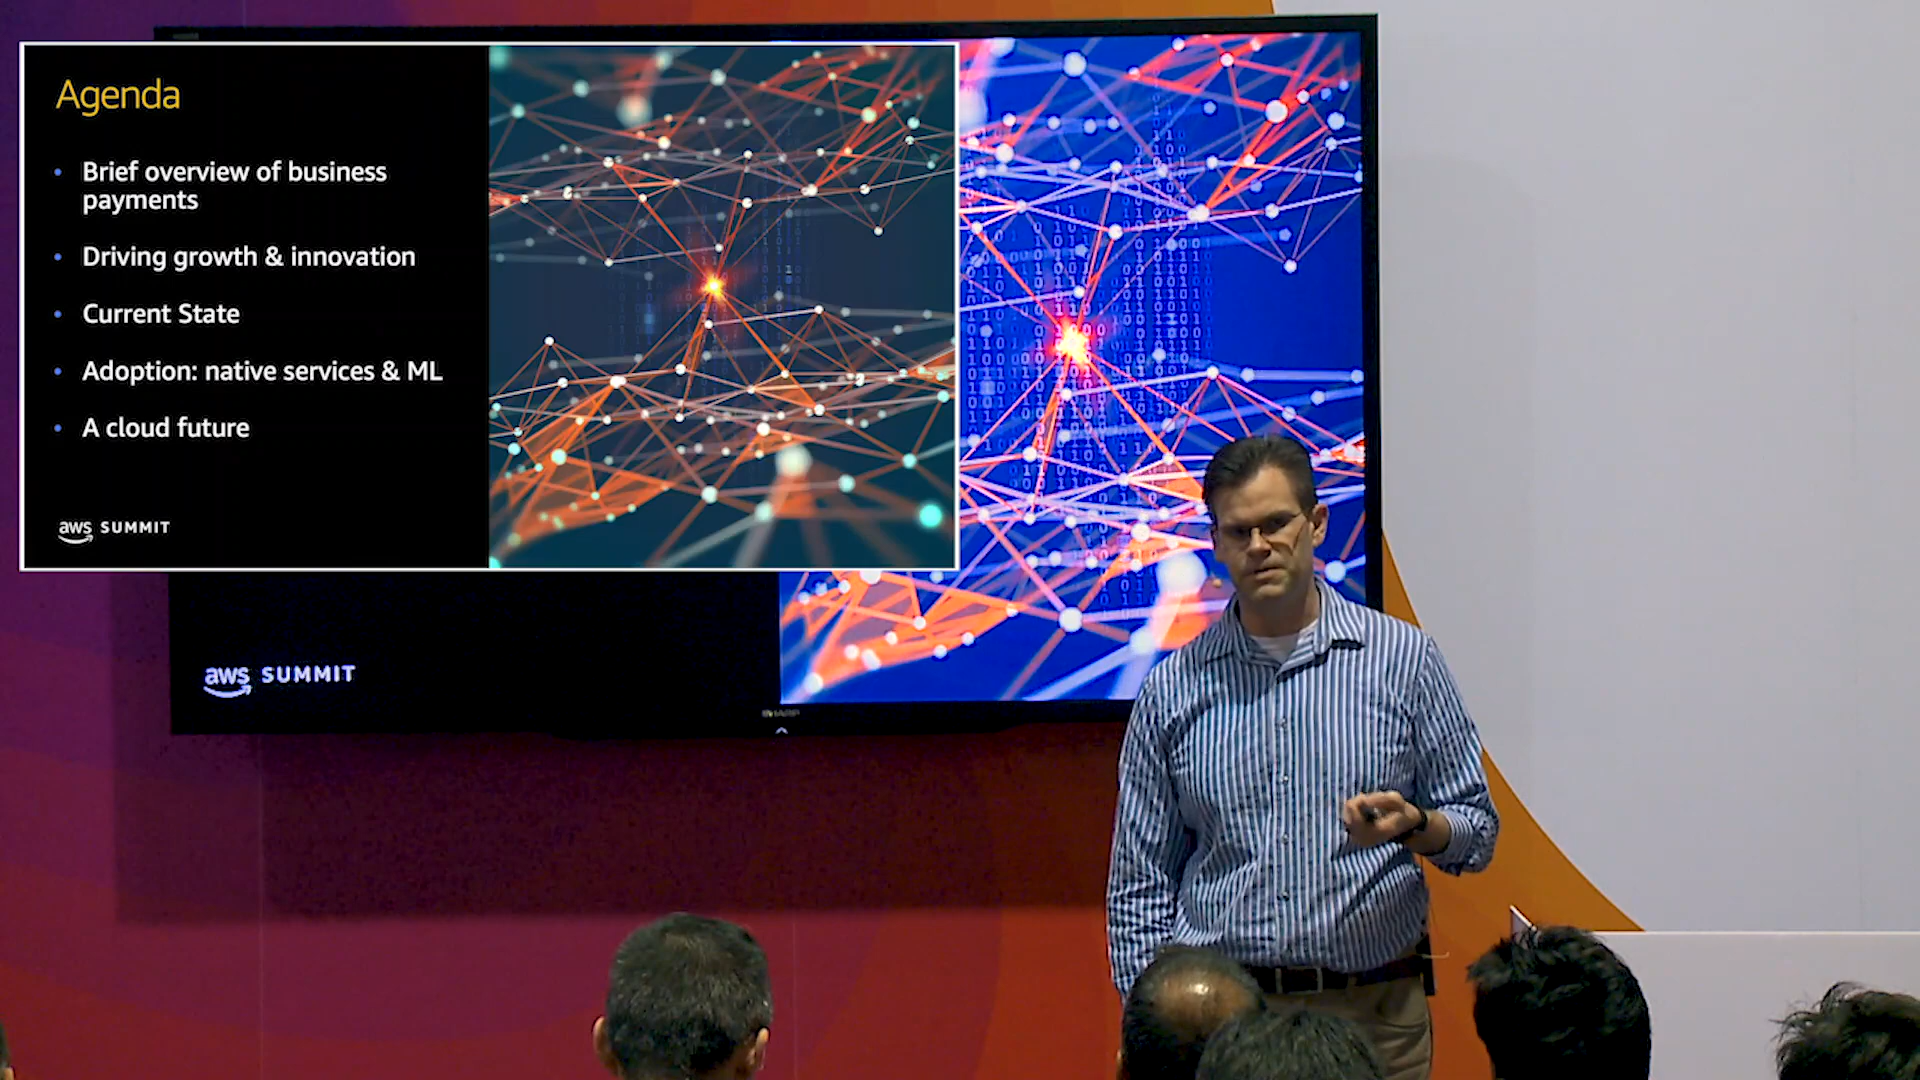 Agenda
• Brief overview of business
payments
• Driving growth & innovation
• Current State
• Adoption: native services & ML
• A cloud future
aws SUMMIT
aws SUMMIT
SHARP